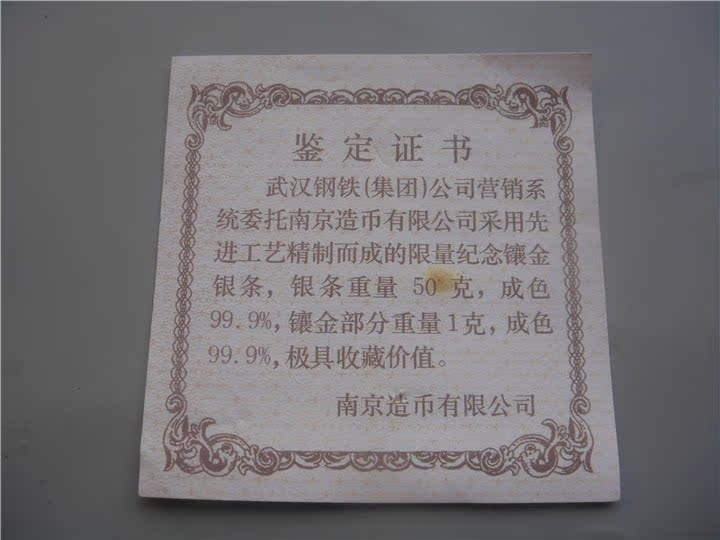 鉴定证书
武汉钢铁(集团)公司营销系
统委托南京造币有限公司采用先
进工艺精制而成的限量纪念镶金
银条，银条重量 50 克，成色
99.9%，镶金部分重量1克，成色
99.9%，极具收藏价值。
南京造币有限公司